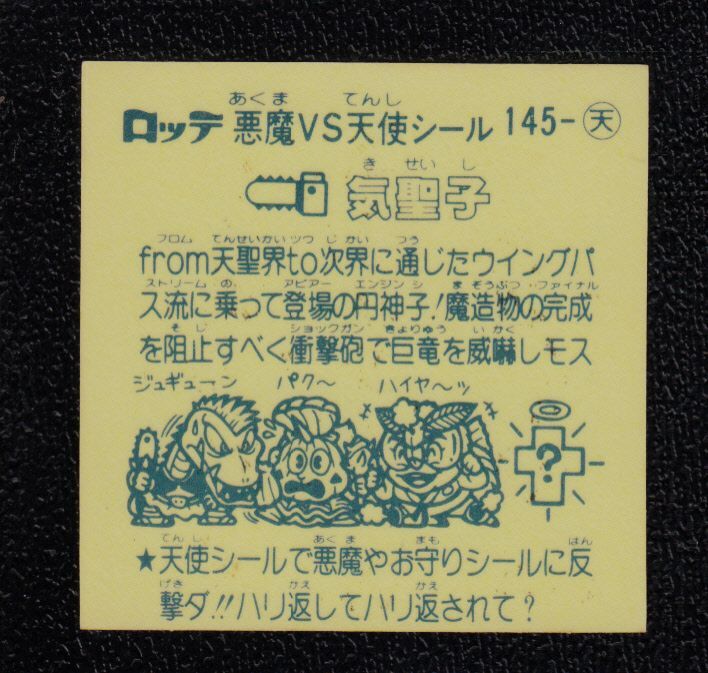 あくま てんし
ロッテ 悪魔VS天使シール 145-天
き せい し
気聖子
フロム てんせいかい ツウ じ かい つう
from天聖界to次界に通じたウイングパ
ストリーム の アピアー エンジン シ ま ぞうぶつ・ファイナル
ス流に乗って登場の円神子!魔造物の完成
そ し ショックガン きょりゅう い かく
を阻止すべく衝撃砲で巨竜を威嚇しモス
ジュギューン パク〜 ハイヤ〜ッ
?
てんし あくま まも はん
★天使シールで悪魔やお守りシールに反
げき かえ かえ
撃ダ!!ハリ返してハリ返されて?